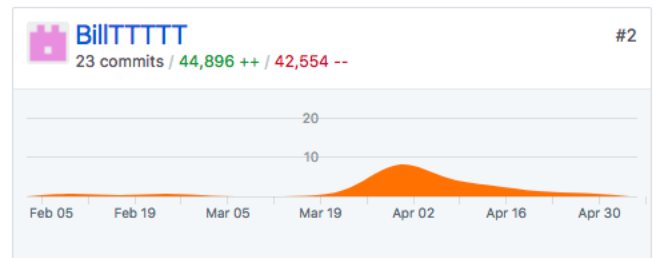 BillTTTTT
#2
23 commits / 44,896 ++ / 42,554 --
20
10
Feb 05 Feb 19 Mar 05 Mar 19 Apr 02 Apr 16 Apr 30